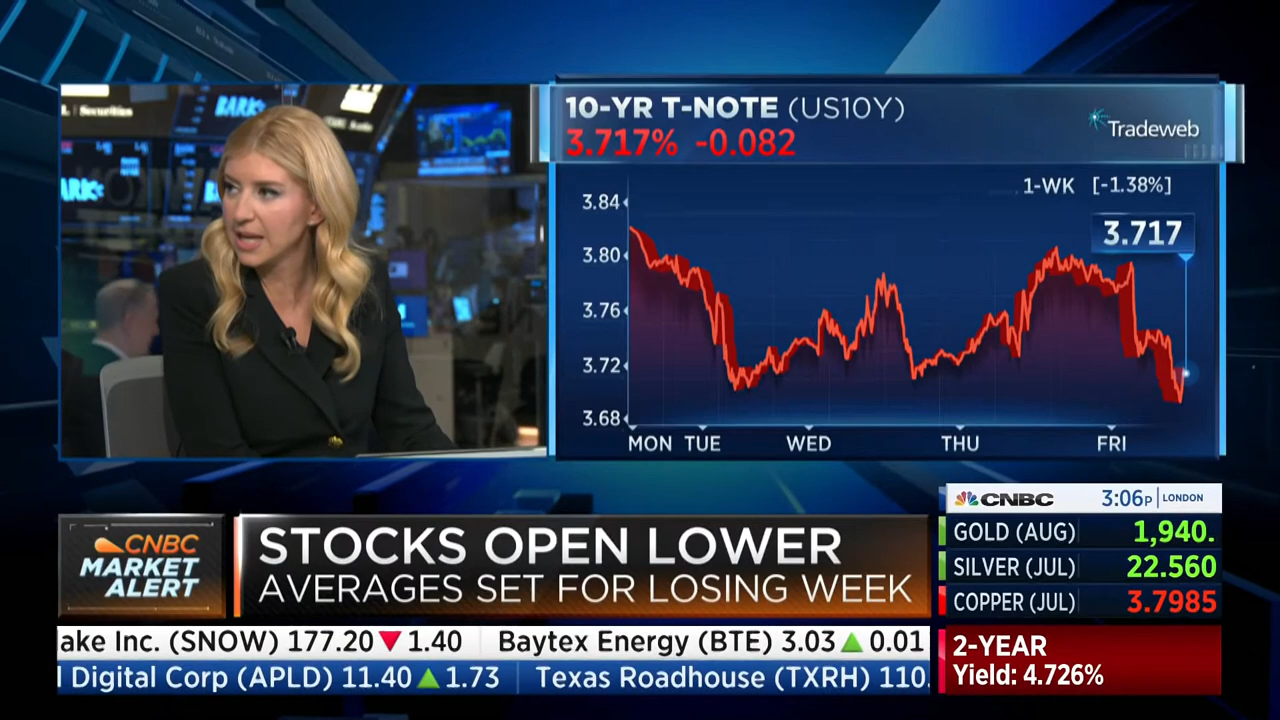 Securities
BARK
BARK
10-YR T-NOTE (US10Y)
3.717% -0.082
Tradeweb
1-WK [-1.38%]
3.717
3.84
3.80
3.76
3.72
3.68
MON TUE WED THU FRI
CNBC
MARKET
ALERT
STOCKS OPEN LOWER
AVERAGES SET FOR LOSING WEEK
CNBC 3:06P LONDON
GOLD (AUG) 1,940.
SILVER (JUL) 22.560
COPPER (JUL) 3.7985
2-YEAR
Yield: 4.726%
ake Inc. (SNOW) 177.20 ▼ 1.40 Baytex Energy (BTE) 3.03 ▲ 0.01
l Digital Corp (APLD) 11.40 ▲ 1.73 Texas Roadhouse (TXRH) 110.